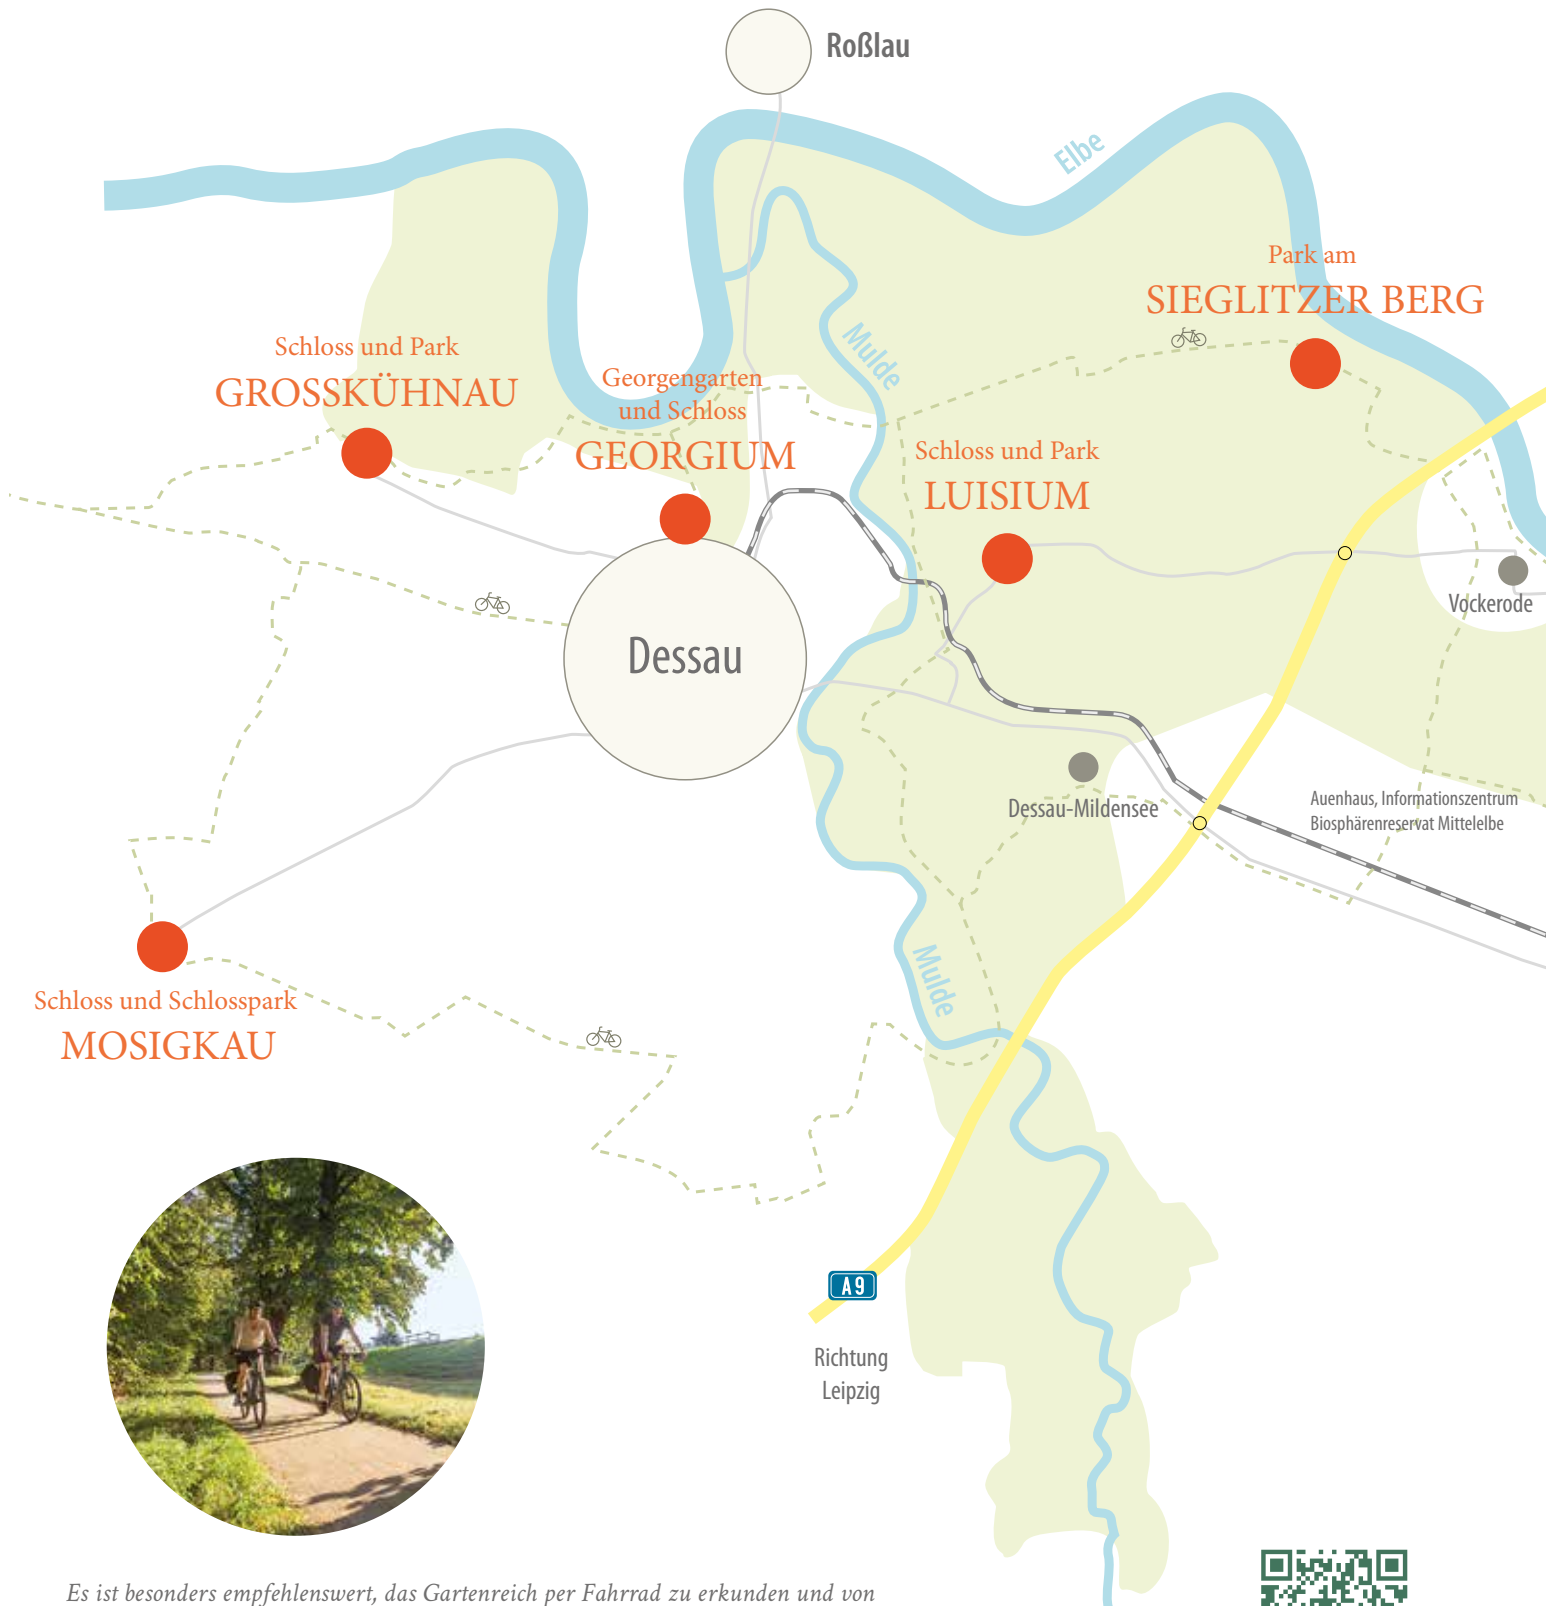 Roßlau
Elbe
Park am
SIEGLITZER BERG
Mulde
Schloss und Park
GROSSKÜHNAU
Georgengarten
und Schloss
GEORGIUM
Schloss und Park
LUISIUM
Vockerode
Dessau
Dessau-Mildensee
Auenhaus, Informationszentrum
Biosphärenreservat Mittelelbe
Mulde
Schloss und Schlosspark
MOSIGKAU
A 9
Richtung
Leipzig
Es ist besonders empfehlenswert, das Gartenreich per Fahrrad zu erkunden und von